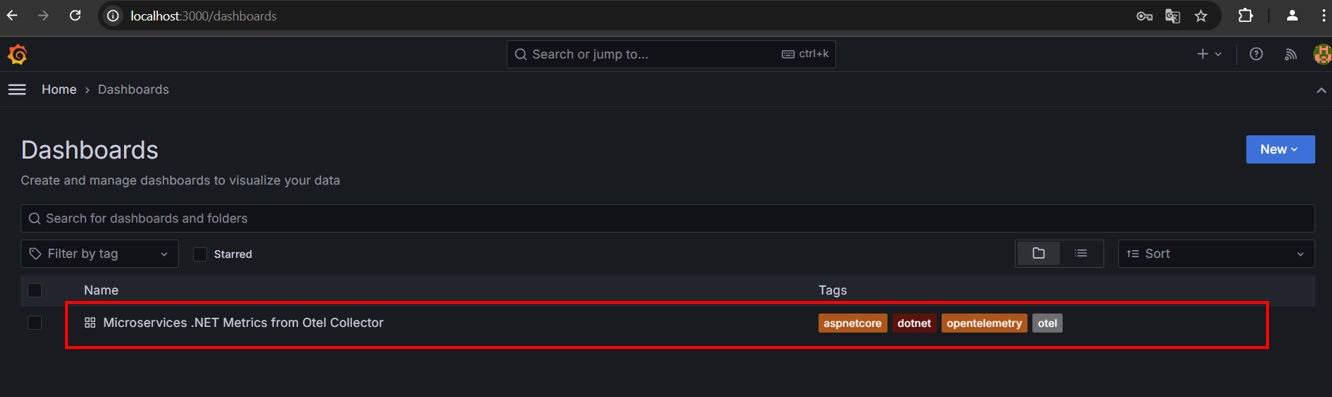 localhost:3000/dashboards
Search or jump to... ctrl+k
Home › Dashboards
Dashboards
New
Create and manage dashboards to visualize your data
Search for dashboards and folders
Filter by tag Starred Sort
Name Tags
Microservices .NET Metrics from Otel Collector aspnetcore dotnet opentelemetry otel